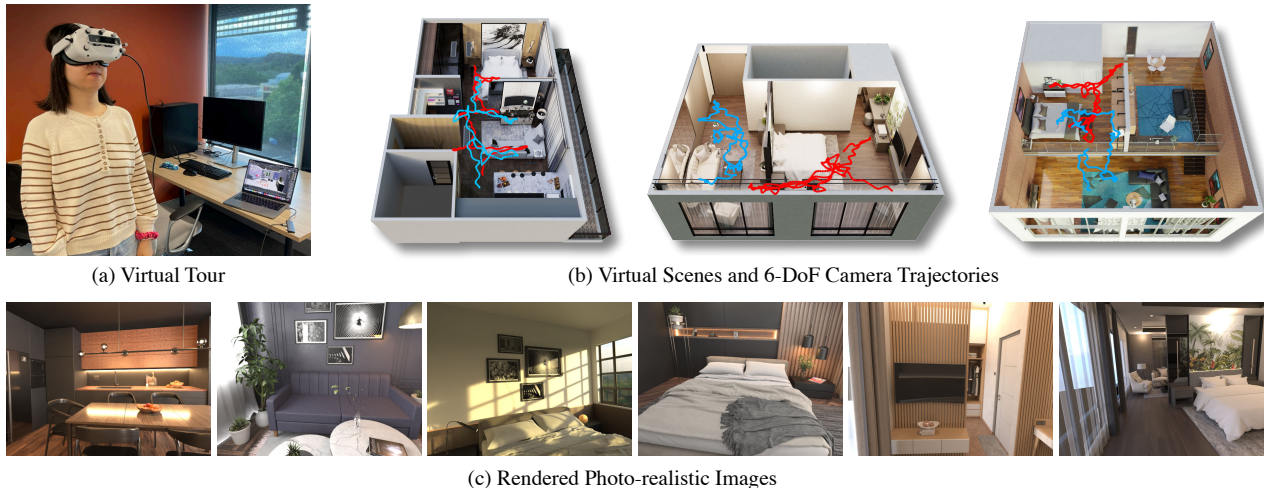 (a) Virtual Tour
(b) Virtual Scenes and 6-DoF Camera Trajectories
(c) Rendered Photo-realistic Images